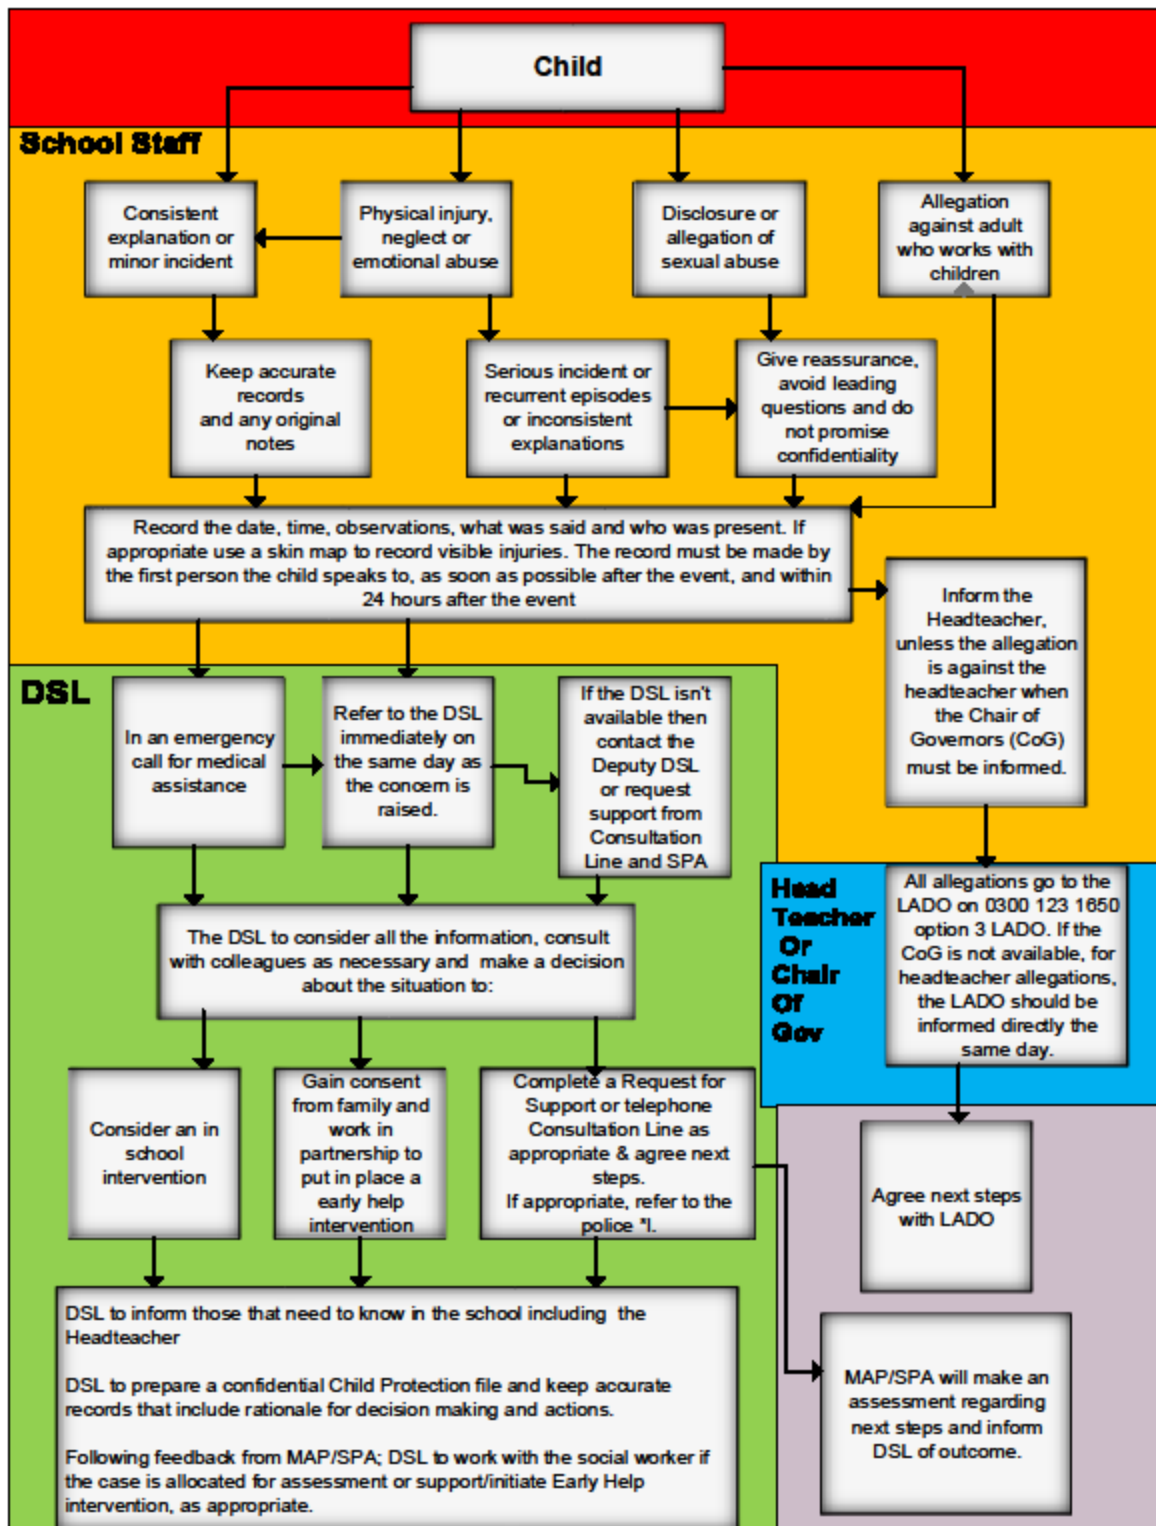 Child
School Staff
Consistent
explanation or
minor incident
Physical injury,
neglect or
emotional abuse
Disclosure or
allegation of
sexual abuse
Allegation
against adult
who works with
children
Keep accurate
records
and any original
notes
Serious incident or
recurrent episodes
or inconsistent
explanations
Give reassurance,
avoid leading
questions and do
not promise
confidentiality
Record the date, time, observations, what was said and who was present. If
appropriate use a skin map to record visible injuries. The record must be made by
the first person the child speaks to, as soon as possible after the event, and within
24 hours after the event
Inform the
Headteacher,
unless the allegation
is against the
headteacher when
the Chair of
Governors (CoG)
must be informed.
DSL
In an emergency
call for medical
assistance
Refer to the DSL
immediately on
the same day as
the concern is
raised.
If the DSL isn't
available then
contact the
Deputy DSL
or request
support from
Consultation
Line and SPA
Head
Teacher
Or
Chair
Of
Gov
All allegations go to the
LADO on 0300 123 1650
option 3 LADO. If the
CoG is not available, for
headteacher allegations,
the LADO should be
informed directly the
same day.
The DSL to consider all the information, consult
with colleagues as necessary and make a decision
about the situation to:
Consider an in
school
intervention
Gain consent
from family and
work in
partnership to
put in place a
early help
intervention
Complete a Request for
Support or telephone
Consultation Line as
appropriate & agree next
steps.
If appropriate, refer to the
police *I.
Agree next steps
with LADO
DSL to inform those that need to know in the school including the
Headteacher
DSL to prepare a confidential Child Protection file and keep accurate
records that include rationale for decision making and actions.
Following feedback from MAP/SPA; DSL to work with the social worker if
the case is allocated for assessment or support/initiate Early Help
intervention, as appropriate.
MAP/SPA will make an
assessment regarding
next steps and inform
DSL of outcome.